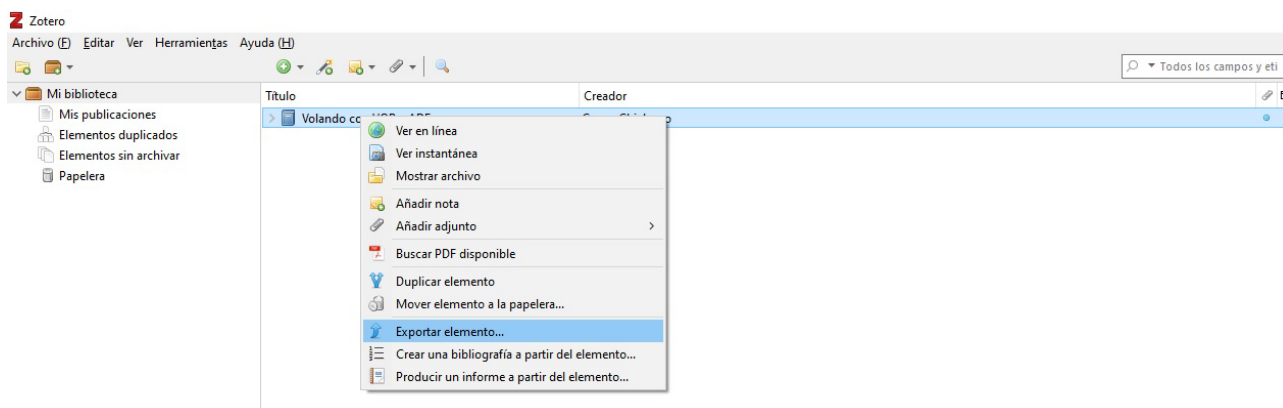 Zotero
Archivo (F) Editar Ver Herramientas Ayuda (H)
Todos los campos y eti
Mi biblioteca
Mis publicaciones
Elementos duplicados
Elementos sin archivar
Papelera
Título Creador
Volando
Ver en línea
Ver instantánea
Mostrar archivo
Añadir nota
Añadir adjunto
Buscar PDF disponible
Duplicar elemento
Mover elemento a la papelera...
Exportar elemento...
Crear una bibliografía a partir del elemento...
Producir un informe a partir del elemento...